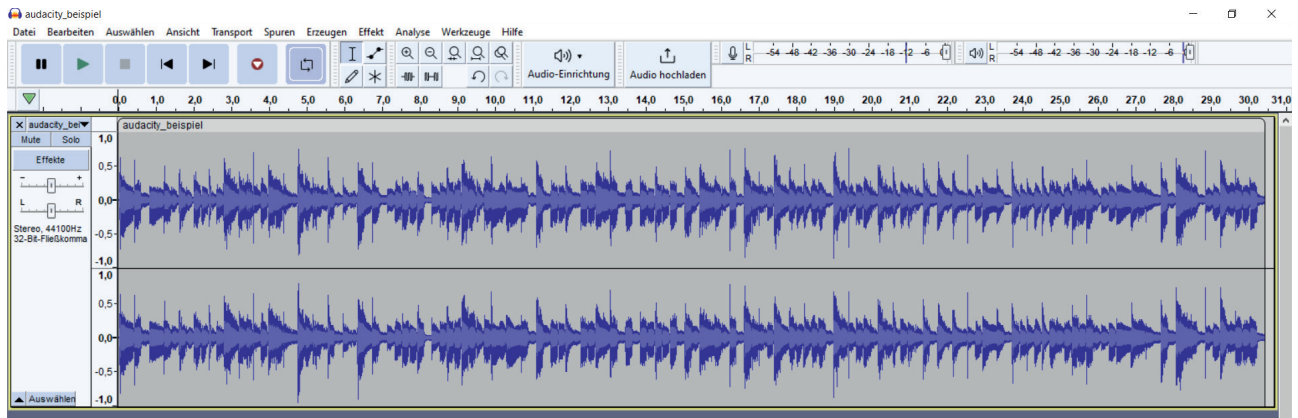 audacity_beispiel
Datei Bearbeiten Auswählen Ansicht Transport Spuren Erzeugen Effekt Analyse Werkzeuge Hilfe
L R -54 -48 -42 -36 -30 -24 -18 -12 -6 L R -54 -48 -42 -36 -30 -24 -18 -12 -6
Audio-Einrichtung Audio hochladen
0,0 1,0 2,0 3,0 4,0 5,0 6,0 7,0 8,0 9,0 10,0 11,0 12,0 13,0 14,0 15,0 16,0 17,0 18,0 19,0 20,0 21,0 22,0 23,0 24,0 25,0 26,0 27,0 28,0 29,0 30,0 31,0
audacity_bei audacity_beispiel
Mute Solo 1,0
Effekte 0,5
- +
L R 0,0
Stereo, 44100Hz
32-Bit-Fließkomma -0,5
-1,0
1,0
0,5
0,0
-0,5
Auswählen -1,0